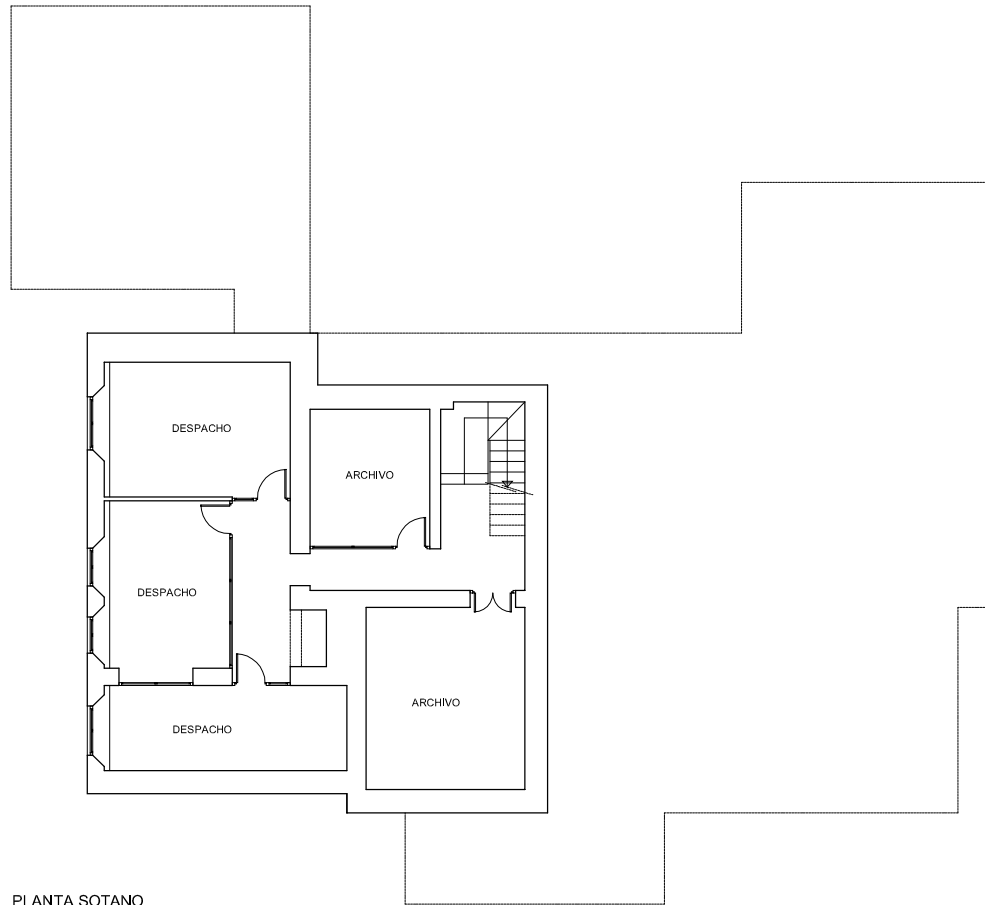 DESPACHO
ARCHIVO
DESPACHO
ARCHIVO
DESPACHO
PLANTA SOTANO